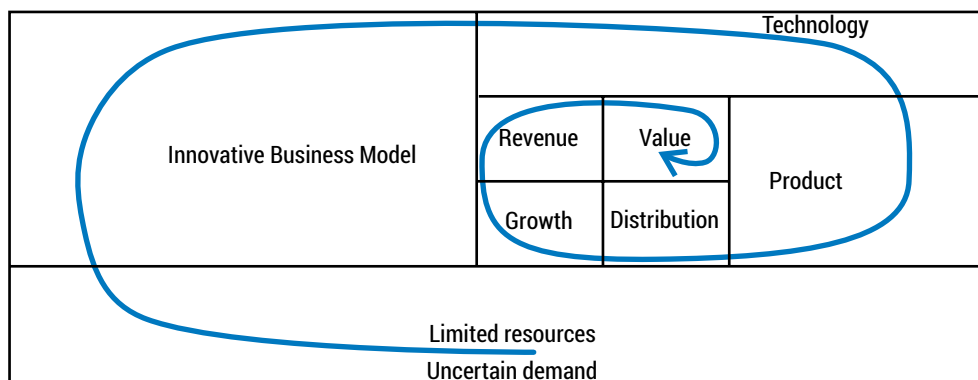 Technology
Innovative Business Model
Revenue
Value
Product
Growth
Distribution
Limited resources
Uncertain demand